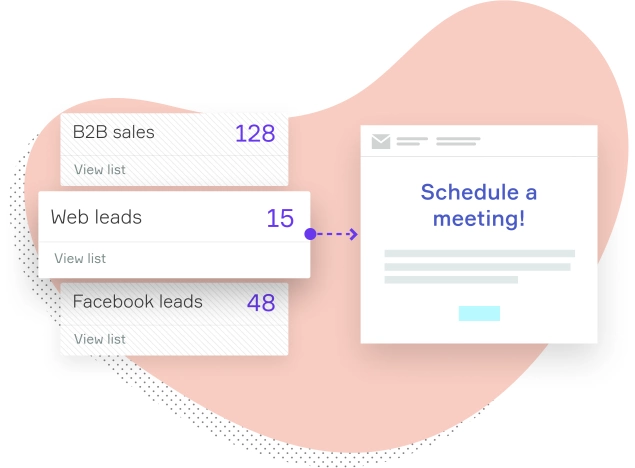 B2B sales 128
View list
Web leads 15
View list
Facebook leads 48
View list
Schedule a
meeting!